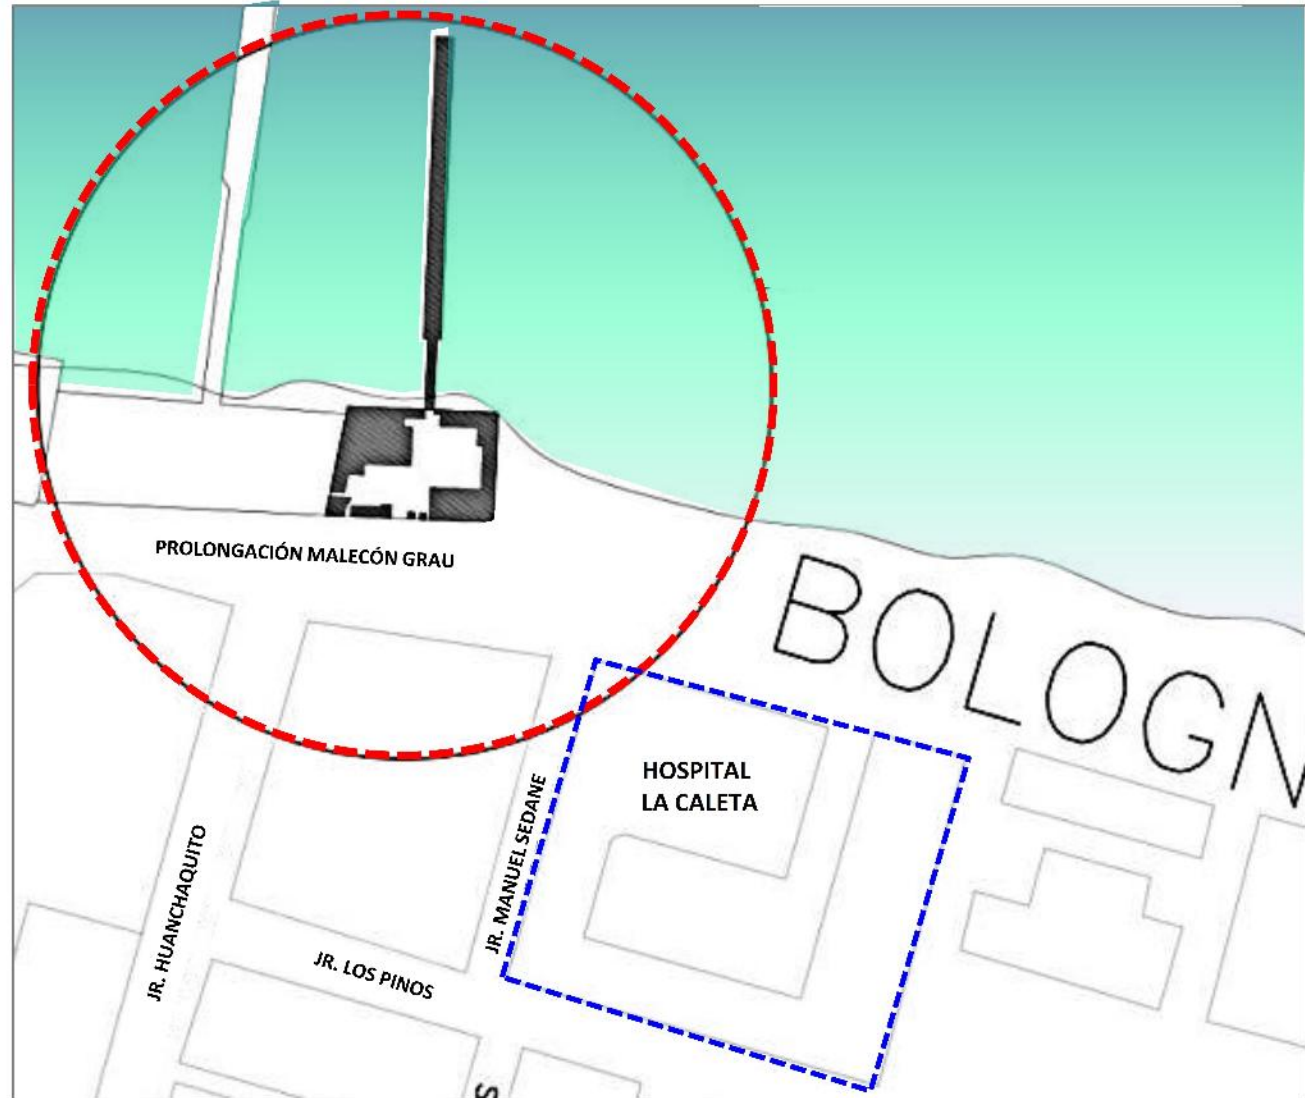 PROLONGACIÓN MALECÓN GRAU
BOLOGN
HOSPITAL
LA CALETA
JR. MANUEL SEDANE
JR. HUANCHAQUITO
JR. LOS PINOS
S